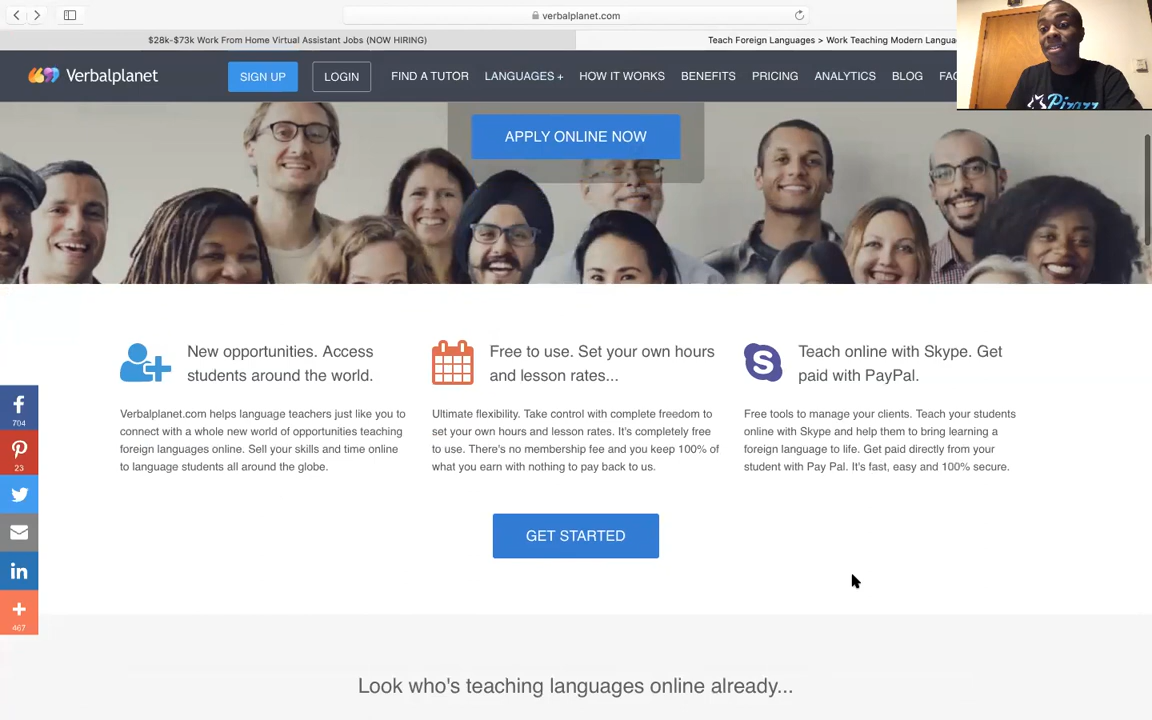 verbalplanet.com
$28k-$73k Work From Home Virtual Assistant Jobs (NOW HIRING)
Teach Foreign Languages > Work Teaching Modern
Verbalplanet
SIGN UP
LOGIN
FIND A TUTOR
LANGUAGES +
HOW IT WORKS
BENEFITS
PRICING
ANALYTICS
BLOG
APPLY ONLINE NOW
New opportunities. Access
students around the world.
Verbalplanet.com helps language teachers just like you to
connect with a whole new world of opportunities teaching
foreign languages online. Sell your skills and time online
to language students all around the globe.
Free to use. Set your own hours
and lesson rates...
Ultimate flexibility. Take control with complete freedom to
set your own hours and lesson rates. It's completely free
to use. There's no membership fee and you keep 100% of
what you earn with nothing to pay back to us.
Teach online with Skype. Get
paid with PayPal.
Free tools to manage your clients. Teach your students
online with Skype and help them to bring learning a
foreign language to life. Get paid directly from your
student with Pay Pal. It's fast, easy and 100% secure.
704
23
467
GET STARTED
Look who's teaching languages online already...
Pizazz